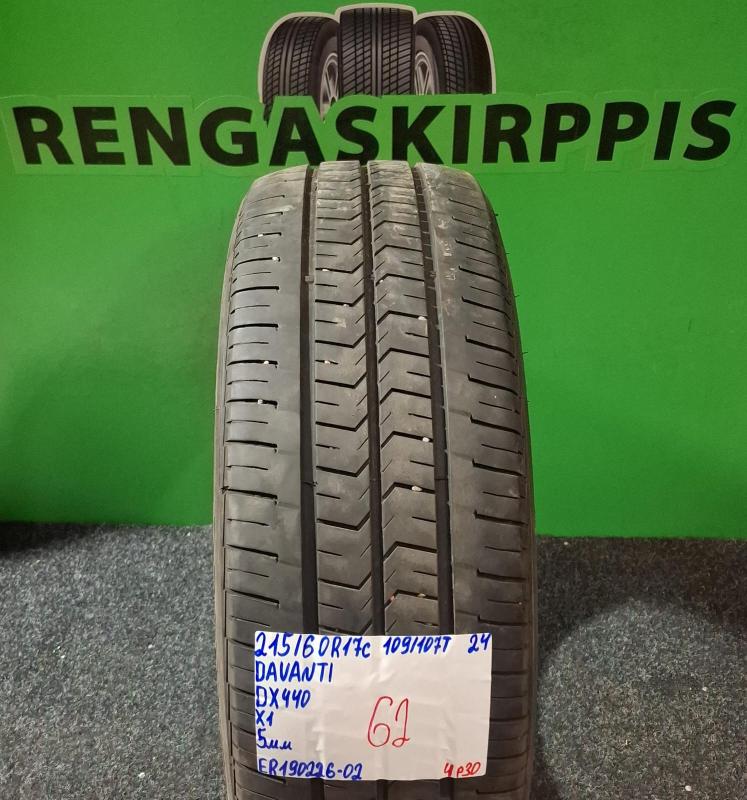 RENGASKIRPPIS
215/60R17c 109/107T 24
DAVANTI
DX440
X1
5мм
62
ER190226-02
4p30